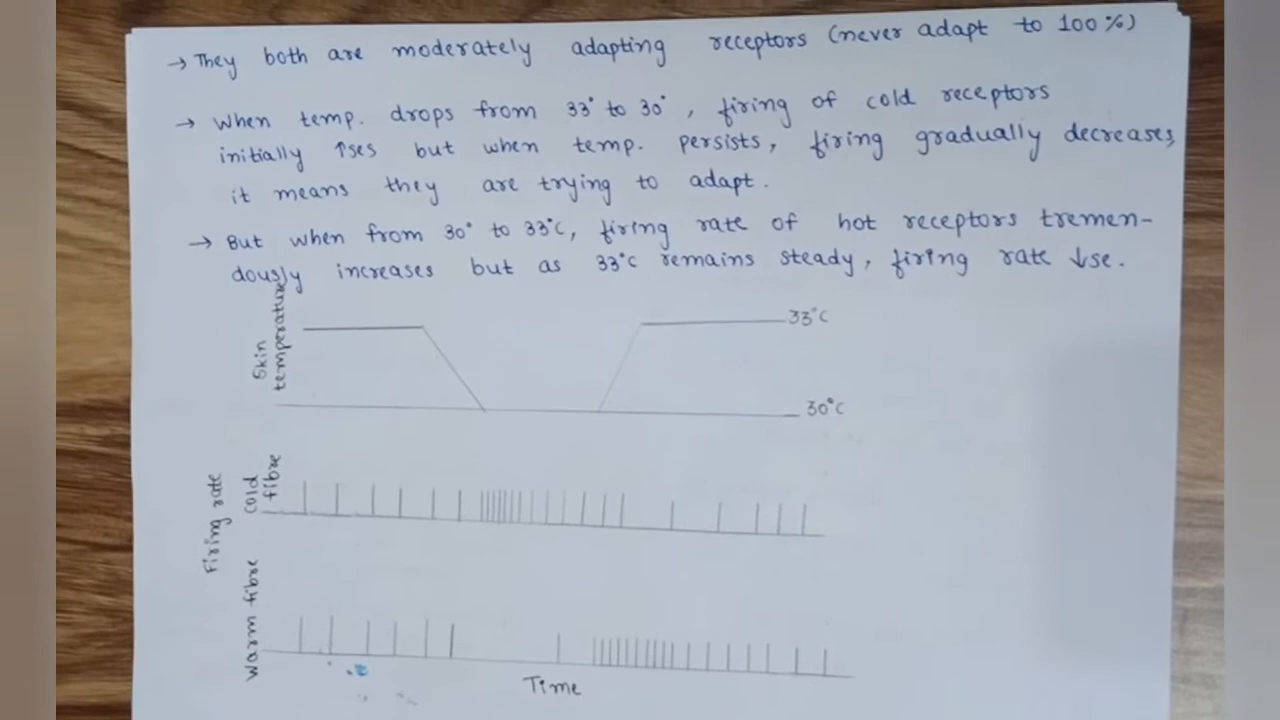 → They both are moderately adapting receptors (never adapt to 100%)
→ When temp. drops from 33° to 30°, firing of cold receptors
initially ↑ses but when temp. persists, firing gradually decreases,
it means they are trying to adapt.
→ But when from 30° to 33°C, firing rate of hot receptors tremen-
dously increases but as 33°C remains steady, firing rate ↓se.
Skin
temperature
33°C
30°C
Firing rate
cold
fibre
warm fibre
Time